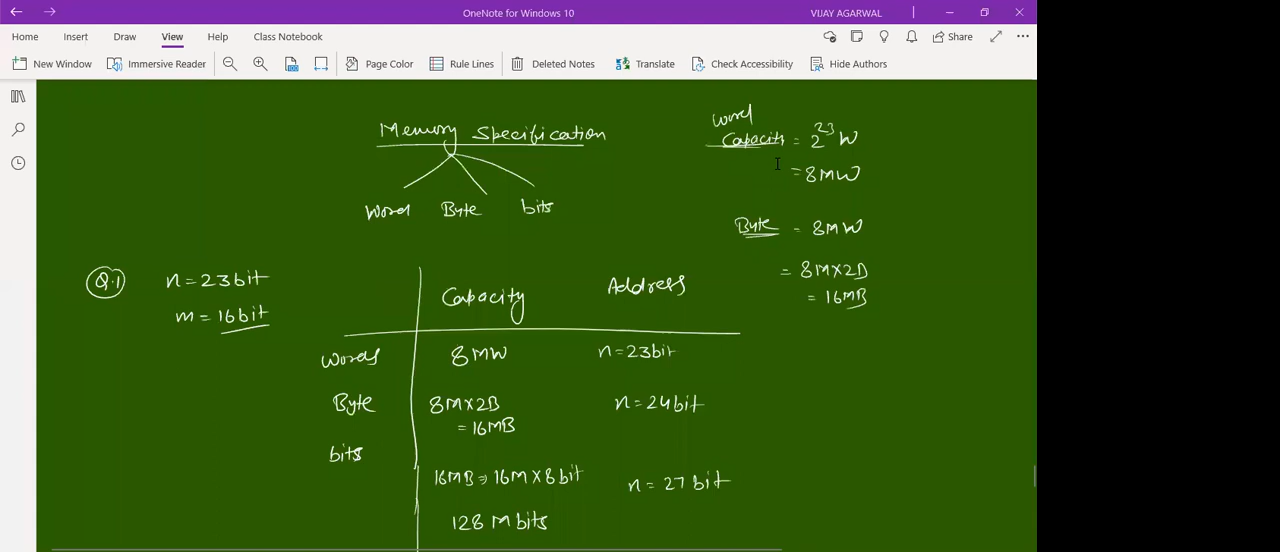 OneNote for Windows 10
VIJAY AGARWAL
Home Insert Draw View Help Class Notebook
Share
New Window Immersive Reader Page Color Rule Lines Deleted Notes Translate Check Accessibility Hide Authors
Memory Specification
Word Byte bits
word
Capacity = 2^23 W
= 8MW
Byte = 8MW
= 8M×2B
= 16MB
Q.1 n = 23bit
m = 16bit
Capacity Address
words 8MW n = 23bit
Byte 8M×2B n = 24bit
= 16MB
bits
16MB ⇒ 16M × 8bit n = 27 bit
128 M bits